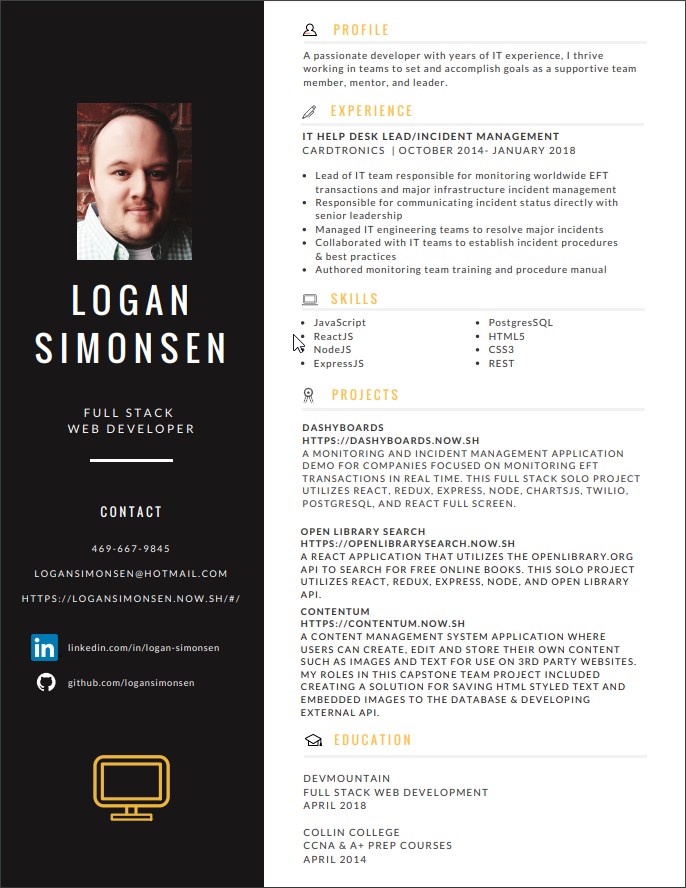 LOGAN
SIMONSEN
FULL STACK
WEB DEVELOPER
CONTACT
469-667-9845
LOGANSIMONSEN@HOTMAIL.COM
HTTPS://LOGANSIMONSEN.NOW.SH/#/
in
linkedin.com/in/logan-simonsen
github.com/logansimonsen
PROFILE
A passionate developer with years of IT experience, I thrive
working in teams to set and accomplish goals as a supportive team
member, mentor, and leader.
EXPERIENCE
IT HELP DESK LEAD/INCIDENT MANAGEMENT
CARDTRONICS | OCTOBER 2014- JANUARY 2018
• Lead of IT team responsible for monitoring worldwide EFT
transactions and major infrastructure incident management
• Responsible for communicating incident status directly with
senior leadership
• Managed IT engineering teams to resolve major incidents
• Collaborated with IT teams to establish incident procedures
& best practices
• Authored monitoring team training and procedure manual
SKILLS
• JavaScript
• ReactJS
• NodeJS
• ExpressJS
• PostgresSQL
• HTML5
• CSS3
• REST
PROJECTS
DASHYBOARDS
HTTPS://DASHYBOARDS.NOW.SH
A MONITORING AND INCIDENT MANAGEMENT APPLICATION
DEMO FOR COMPANIES FOCUSED ON MONITORING EFT
TRANSACTIONS IN REAL TIME. THIS FULL STACK SOLO PROJECT
UTILIZES REACT, REDUX, EXPRESS, NODE, CHARTSJS, TWILIO,
POSTGRESQL, AND REACT FULL SCREEN.
OPEN LIBRARY SEARCH
HTTPS://OPENLIBRARYSEARCH.NOW.SH
A REACT APPLICATION THAT UTILIZES THE OPENLIBRARY.ORG
API TO SEARCH FOR FREE ONLINE BOOKS. THIS SOLO PROJECT
UTILIZES REACT, REDUX, EXPRESS, NODE, AND OPEN LIBRARY
API.
CONTENTUM
HTTPS://CONTENTUM.NOW.SH
A CONTENT MANAGEMENT SYSTEM APPLICATION WHERE
USERS CAN CREATE, EDIT AND STORE THEIR OWN CONTENT
SUCH AS IMAGES AND TEXT FOR USE ON 3RD PARTY WEBSITES.
MY ROLES IN THIS CAPSTONE TEAM PROJECT INCLUDED
CREATING A SOLUTION FOR SAVING HTML STYLED TEXT AND
EMBEDDED IMAGES TO THE DATABASE & DEVELOPING
EXTERNAL API.
EDUCATION
DEVMOUNTAIN
FULL STACK WEB DEVELOPMENT
APRIL 2018
COLLIN COLLEGE
CCNA & A+ PREP COURSES
APRIL 2014